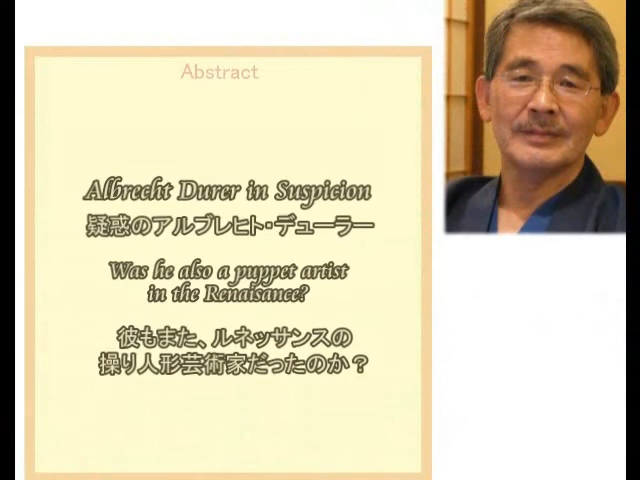 Abstract
Albrecht Durer in Suspicion
疑惑のアルブレヒト・デューラー
Was he also a puppet artist
in the Renaisance?
彼もまた、ルネッサンスの
操り人形芸術家だったのか？